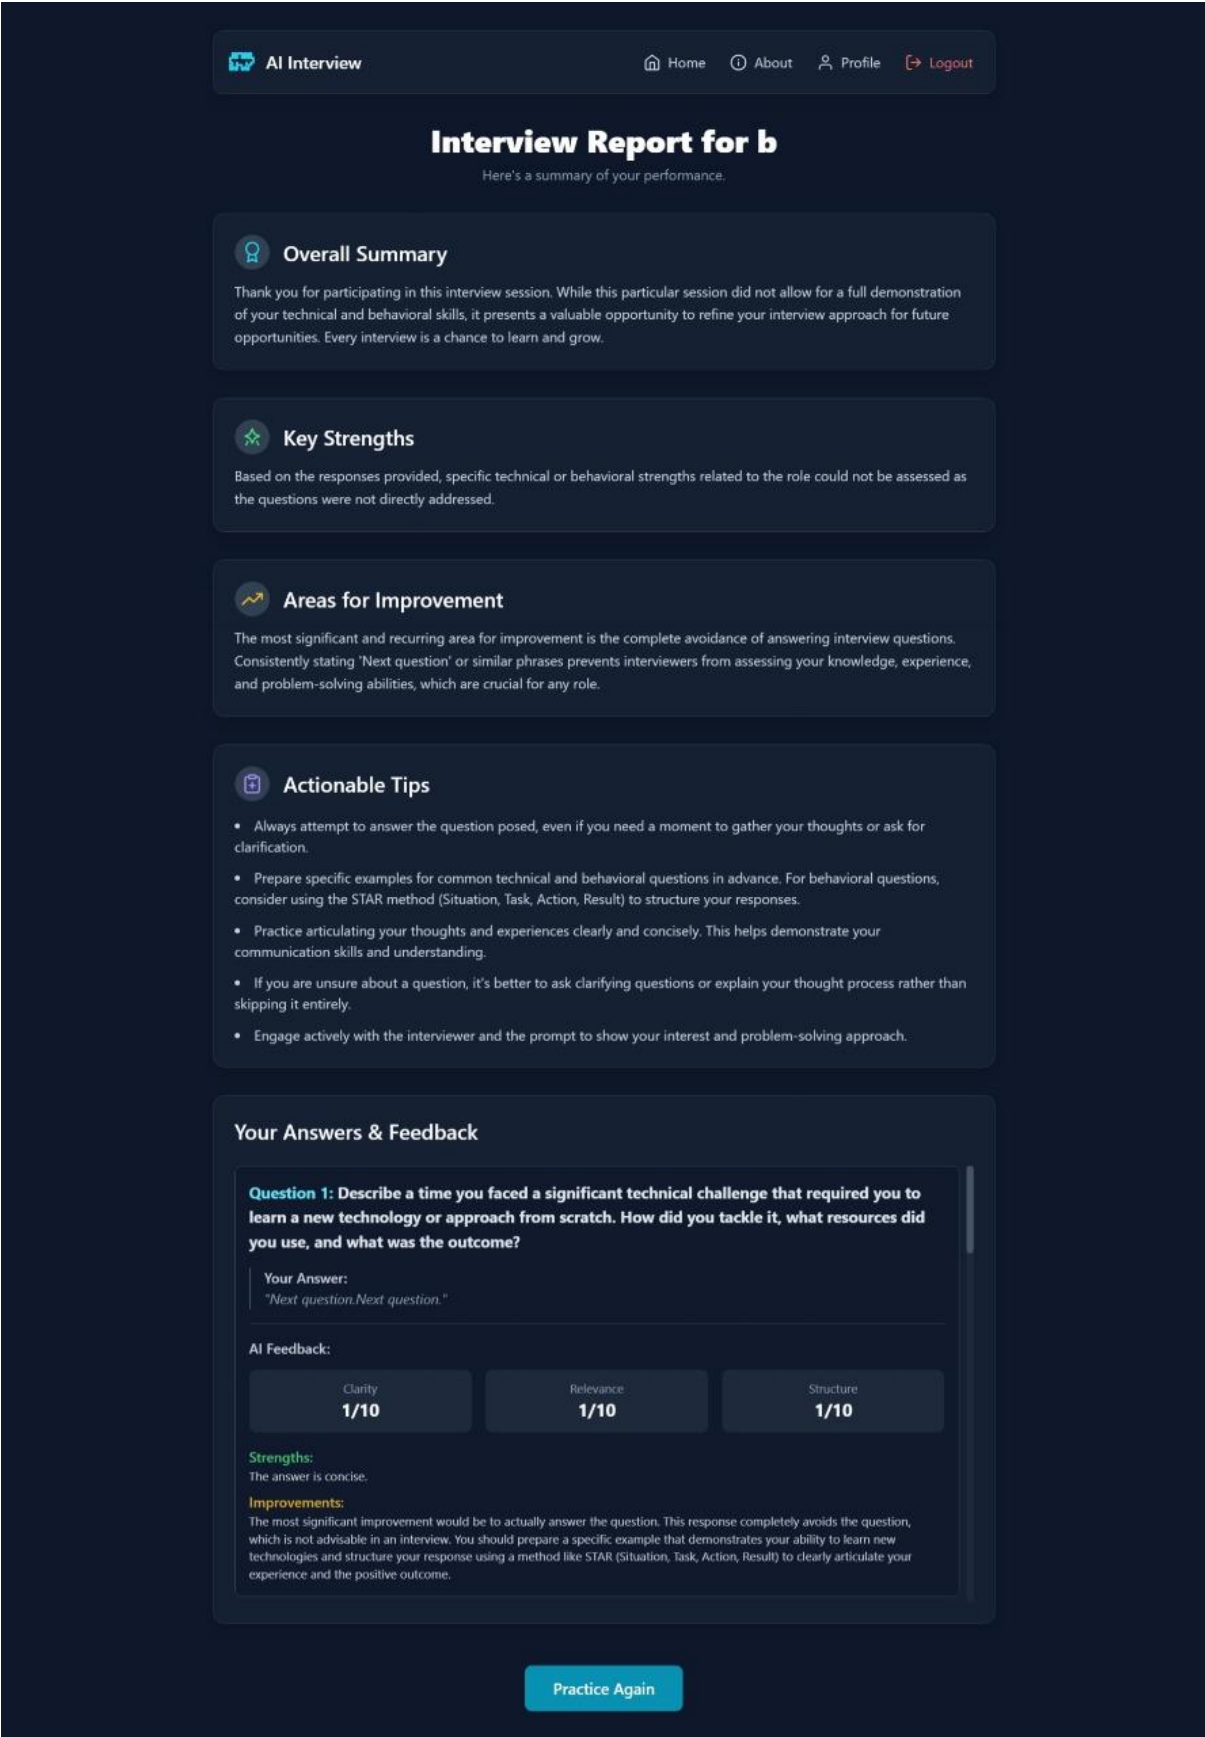 AI Interview
Home
About
Profile
Logout
Interview Report for b
Here's a summary of your performance.
Overall Summary
Thank you for participating in this interview session. While this particular session did not allow for a full demonstration
of your technical and behavioral skills, it presents a valuable opportunity to refine your interview approach for future
opportunities. Every interview is a chance to learn and grow.
Key Strengths
Based on the responses provided, specific technical or behavioral strengths related to the role could not be assessed as
the questions were not directly addressed.
Areas for Improvement
The most significant and recurring area for improvement is the complete avoidance of answering interview questions.
Consistently stating 'Next question' or similar phrases prevents interviewers from assessing your knowledge, experience,
and problem-solving abilities, which are crucial for any role.
Actionable Tips
• Always attempt to answer the question posed, even if you need a moment to gather your thoughts or ask for
clarification.
• Prepare specific examples for common technical and behavioral questions in advance. For behavioral questions,
consider using the STAR method (Situation, Task, Action, Result) to structure your responses.
• Practice articulating your thoughts and experiences clearly and concisely. This helps demonstrate your
communication skills and understanding.
• If you are unsure about a question, it's better to ask clarifying questions or explain your thought process rather than
skipping it entirely.
• Engage actively with the interviewer and the prompt to show your interest and problem-solving approach.
Your Answers & Feedback
Question 1: Describe a time you faced a significant technical challenge that required you to
learn a new technology or approach from scratch. How did you tackle it, what resources did
you use, and what was the outcome?
Your Answer:
"Next question.Next question."
AI Feedback:
Clarity
1/10
Relevance
1/10
Structure
1/10
Strengths:
The answer is concise.
Improvements:
The most significant improvement would be to actually answer the question. This response completely avoids the question,
which is not advisable in an interview. You should prepare a specific example that demonstrates your ability to learn new
technologies and structure your response using a method like STAR (Situation, Task, Action, Result) to clearly articulate your
experience and the positive outcome.
Practice Again